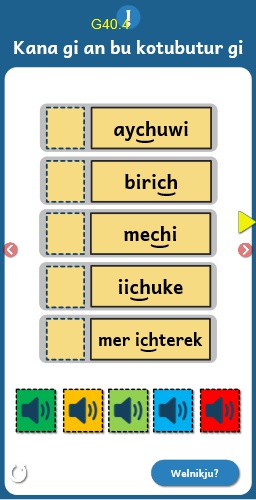 G40.4
Kana gi an bu kotubutur gi
aychuwi
birich
mechi
iichuke
mer ichterek
Welnikju?